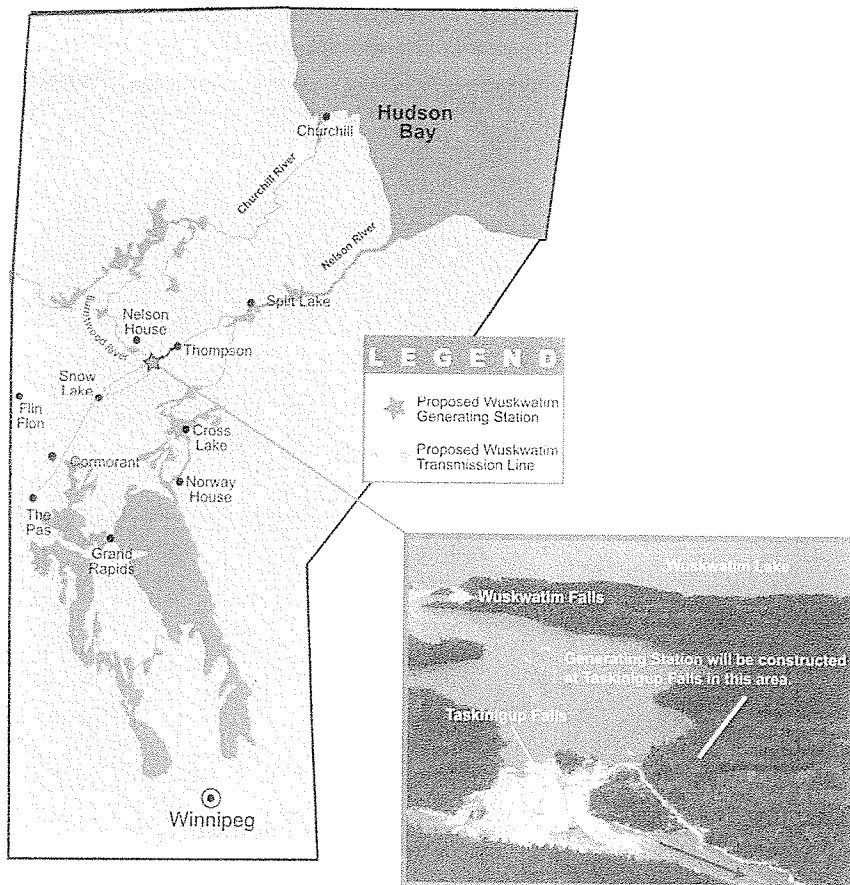 Hudson
Bay
Churchill
Churchill River
Nelson River
Split Lake
Nelson
House
Burntwood River
Thompson
Snow
Lake
Flin
Flon
Cross
Lake
Cormorant
Norway
House
The
Pas
Grand
Rapids
Winnipeg
LEGEND
Proposed Wuskwatim
Generating Station
Proposed Wuskwatim
Transmission Line
Wuskwatim Lake
Wuskwatim Falls
Generating Station will be constructed
at Taskinigup Falls in this area.
Taskinigup Falls